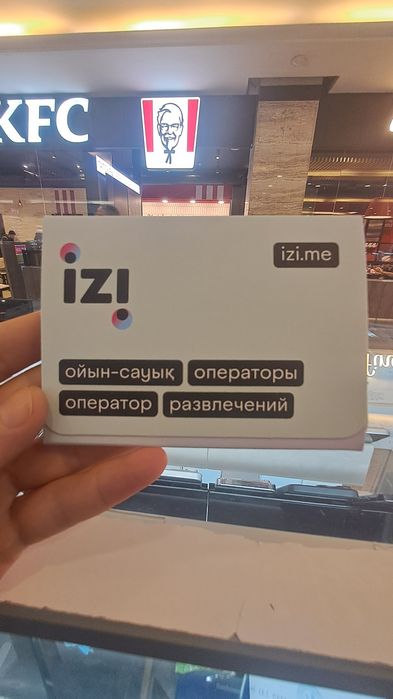 KFC
izi
izi.me
ойын-сауық операторы
оператор развлечений